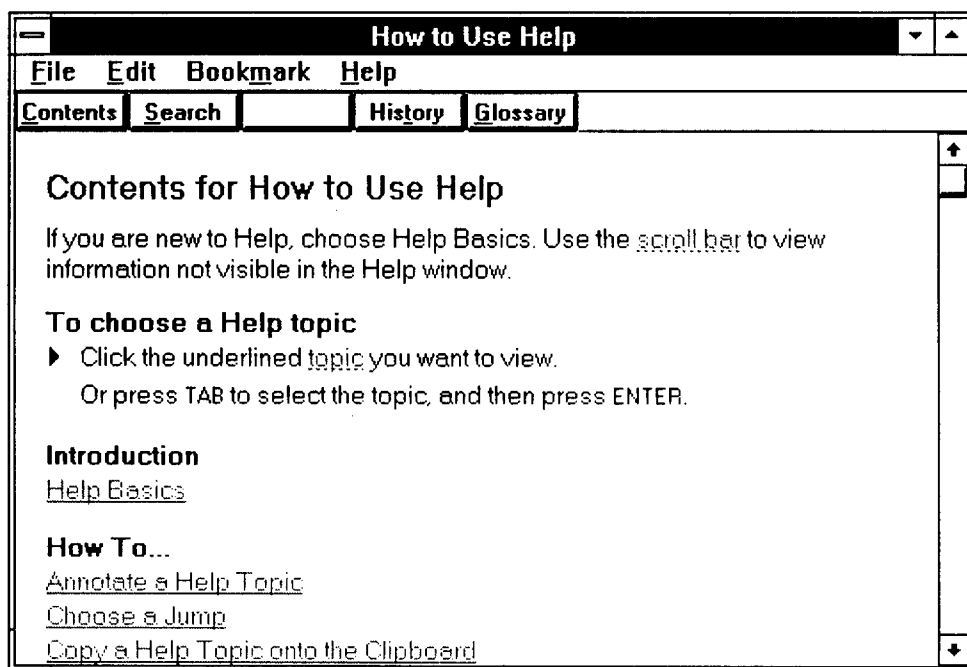 How to Use Help
File Edit Bookmark Help
Contents Search History Glossary
Contents for How to Use Help
If you are new to Help, choose Help Basics. Use the scroll bar to view
information not visible in the Help window.
To choose a Help topic
Click the underlined topic you want to view.
Or press TAB to select the topic, and then press ENTER.
Introduction
Help Basics
How To...
Annotate a Help Topic
Choose a Jump
Copy a Help Topic onto the Clipboard